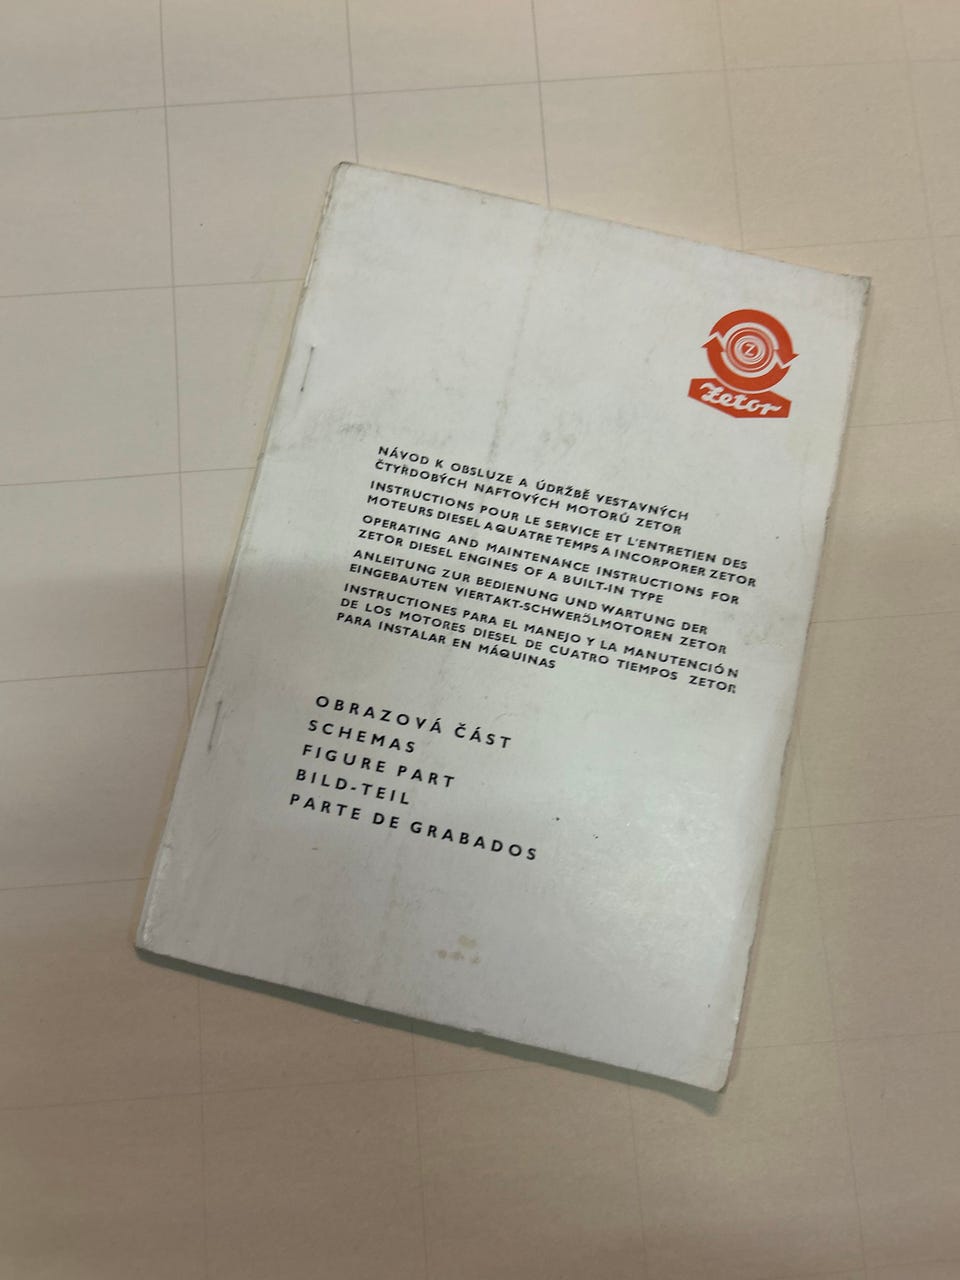 Z
Zetor
NÁVOD K OBSLUZE A ÚDRŽBĚ VESTAVNÝCH
ČTYŘDOBÝCH NAFTOVÝCH MOTORŮ ZETOR
INSTRUCTIONS POUR LE SERVICE ET L'ENTRETIEN DES
MOTEURS DIESEL A QUATRE TEMPS A INCORPORER ZETOR
OPERATING AND MAINTENANCE INSTRUCTIONS FOR
ZETOR DIESEL ENGINES OF A BUILT-IN TYPE
ANLEITUNG ZUR BEDIENUNG UND WARTUNG DER
EINGEBAUTEN VIERTAKT-SCHWERÖLMOTOREN ZETOR
INSTRUCTIONES PARA EL MANEJO Y LA MANUTENCIÓN
DE LOS MOTORES DIESEL DE CUATRO TIEMPOS ZETOR
PARA INSTALAR EN MÁQUINAS
OBRAZOVÁ ČÁST
SCHEMAS
FIGURE PART
BILD-TEIL
PARTE DE GRABADOS